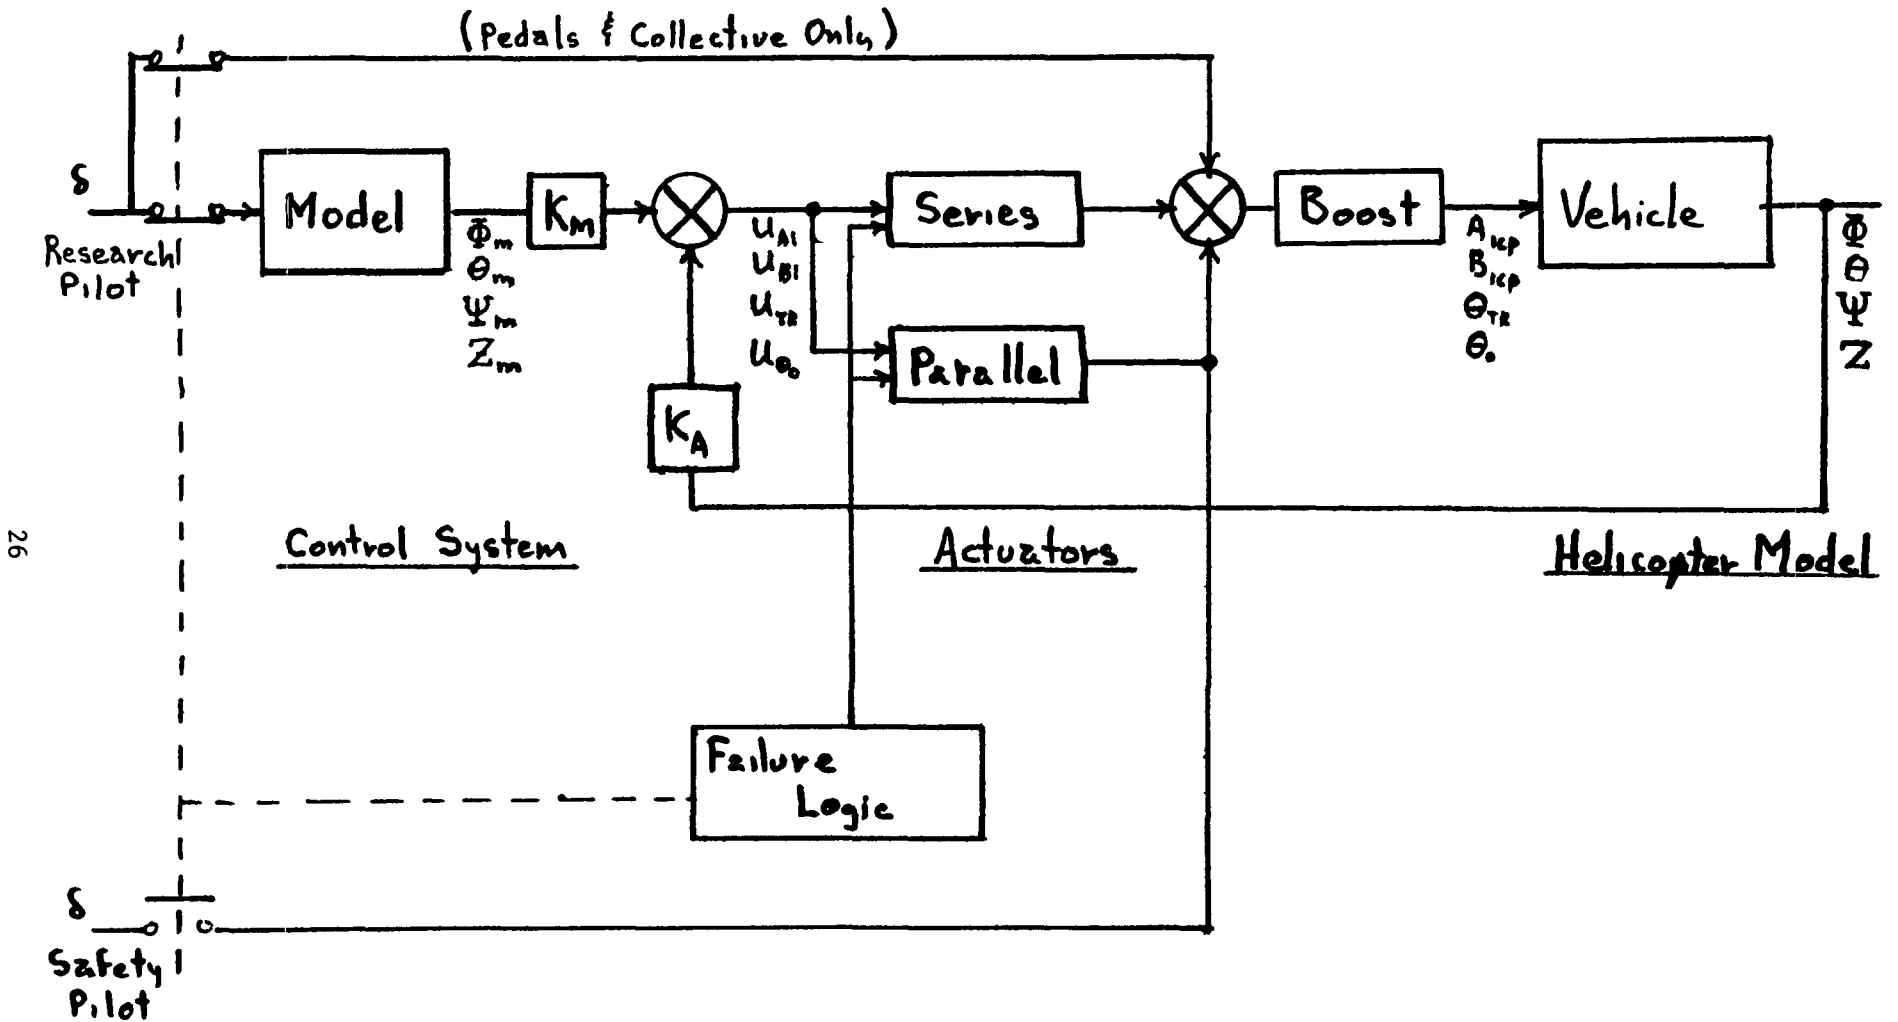 (Pedals & Collective Only)
δ
Research
Pilot
Model
Φm
Θm
Ψm
Zm
KM
KA
uA1
uB1
uTR
uθ0
Series
Parallel
Boost
A1cp
B1cp
ΘTR
Θo
Vehicle
Φ
Θ
Ψ
Z
Control System
Actuators
Helicopter Model
26
Failure
Logic
δ
Safety
Pilot